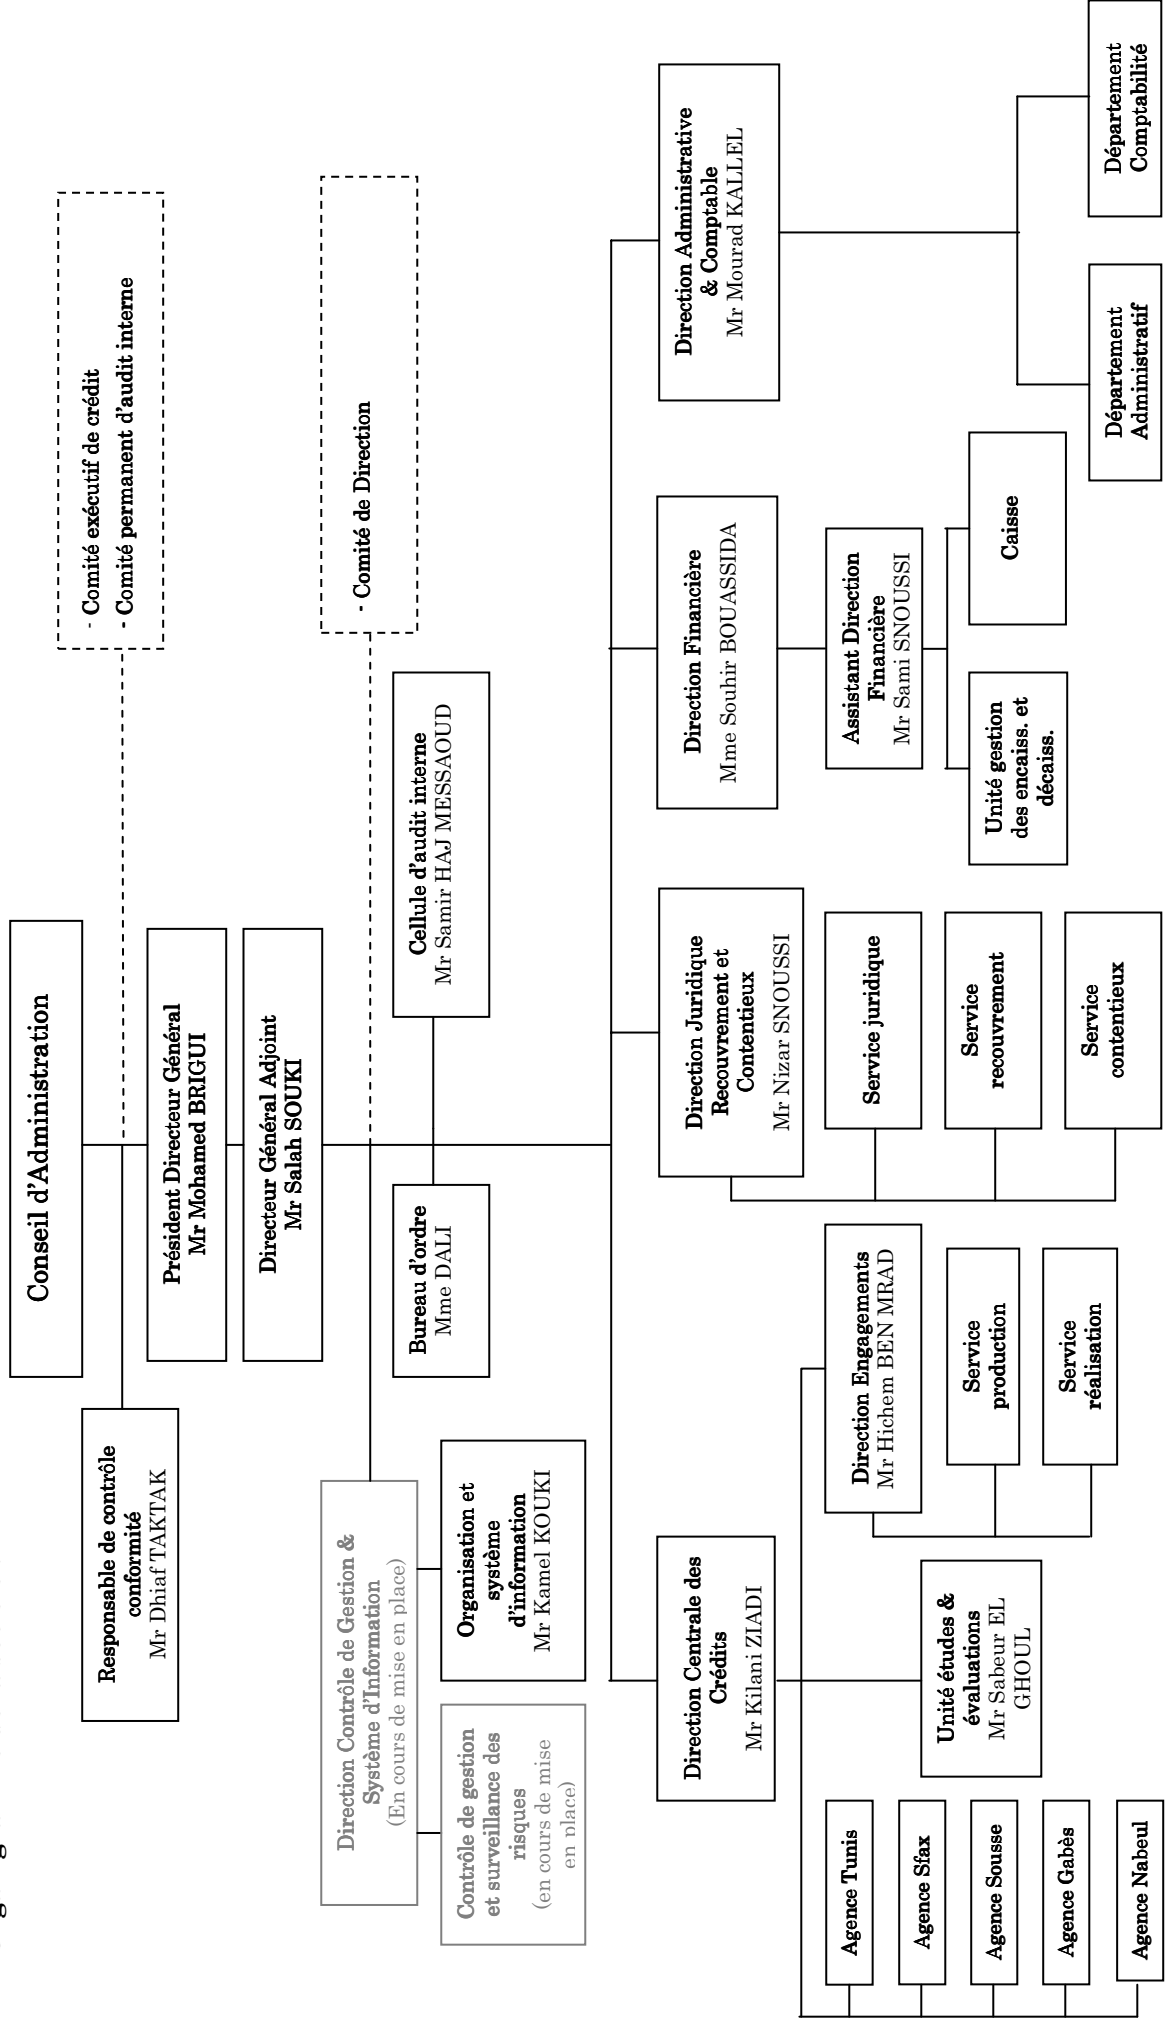 Conseil d'Administration
- Comité exécutif de crédit
- Comité permanent d'audit interne
Responsable de contrôle
conformité
Mr Dhiaf TAKTAK
Président Directeur Général
Mr Mohamed BRIGUI
Directeur Général Adjoint
Mr Salah SOUKI
- Comité de Direction
Direction Contrôle de Gestion &
Système d'Information
(En cours de mise en place)
Contrôle de gestion
et surveillance des
risques
(en cours de mise
en place)
Organisation et
système
d'information
Mr Kamel KOUKI
Bureau d'ordre
Mme DALI
Cellule d'audit interne
Mr Samir HAJ MESSAOUD
Direction Centrale des
Crédits
Mr Kilani ZIADI
Direction Juridique
Recouvrement et
Contentieux
Mr Nizar SNOUSSI
Direction Financière
Mme Souhir BOUASSIDA
Direction Administrative
& Comptable
Mr Mourad KALLEL
Agence Tunis
Agence Sfax
Agence Sousse
Agence Gabès
Agence Nabeul
Unité études &
évaluations
Mr Sabeur EL
GHOUL
Direction Engagements
Mr Hichem BEN MRAD
Service
production
Service
réalisation
Service juridique
Service
recouvrement
Service
contentieux
Assistant Direction
Financière
Mr Sami SNOUSSI
Unité gestion
des encaiss. et
décaiss.
Caisse
Département
Administratif
Département
Comptabilité